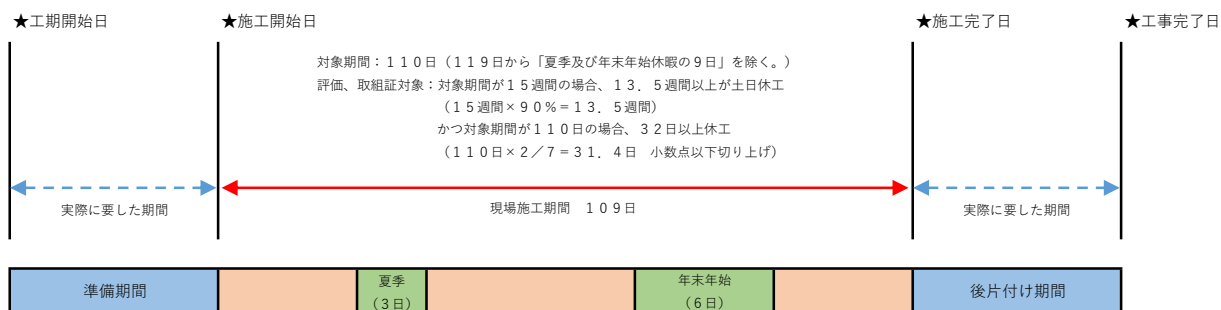 ★工期開始日
★施工開始日
★施工完了日
★工事完了日
対象期間：１１０日（１１９日から「夏季及び年末年始休暇の９日」を除く。）
評価、取組証対象：対象期間が１５週間の場合、１３．５週間以上が土日休工
（１５週間×９０％＝１３．５週間）
かつ対象期間が１１０日の場合、３２日以上休工
（１１０日×２／７＝３１．４日　小数点以下切り上げ）
実際に要した期間
現場施工期間　１０９日
実際に要した期間
準備期間
夏季
（３日）
年末年始
（６日）
後片付け期間